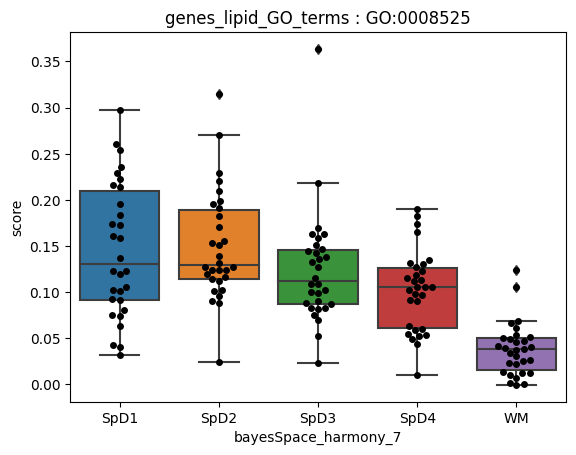 genes_lipid_GO_terms : GO:0008525
0.35
0.30
0.25
0.20
0.15
0.10
0.05
0.00
score
SpD1 SpD2 SpD3 SpD4 WM
bayesSpace_harmony_7